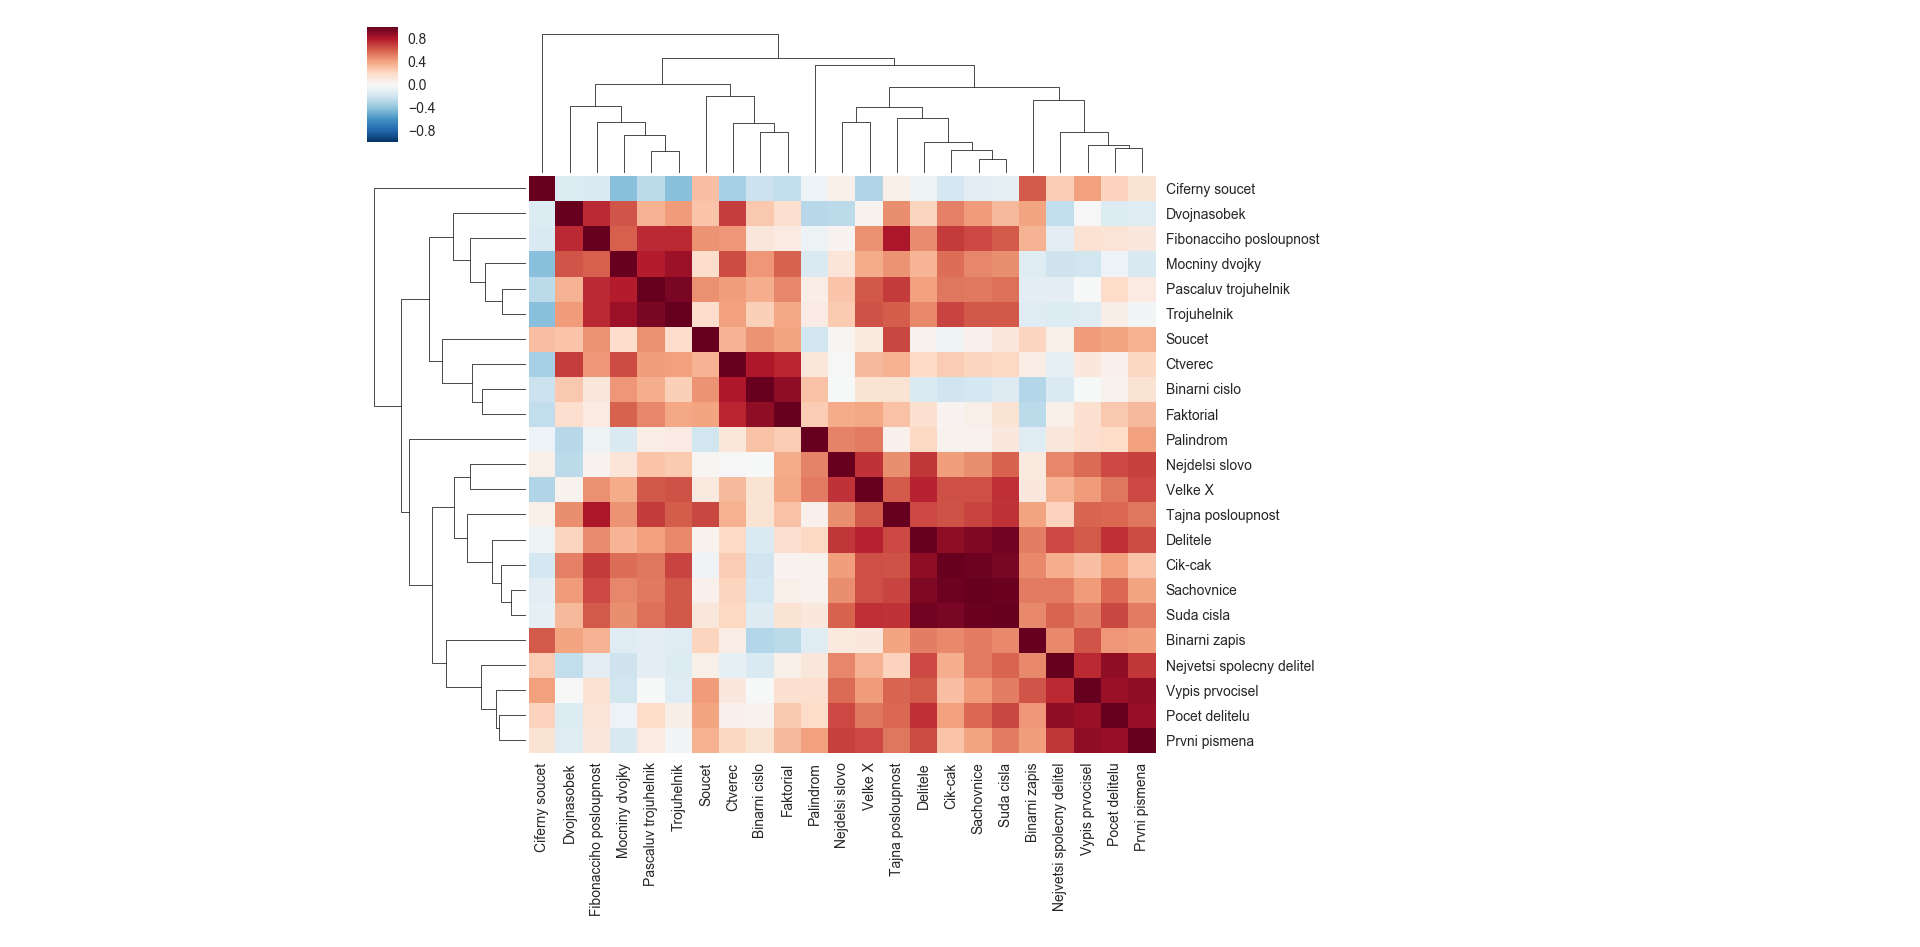 0.8
0.4
0.0
−0.4
−0.8
Ciferny soucet
Dvojnasobek
Fibonacciho posloupnost
Mocniny dvojky
Pascaluv trojuhelnik
Trojuhelnik
Soucet
Ctverec
Binarni cislo
Faktorial
Palindrom
Nejdelsi slovo
Velke X
Tajna posloupnost
Delitele
Cik-cak
Sachovnice
Suda cisla
Binarni zapis
Nejvetsi spolecny delitel
Vypis prvocisel
Pocet delitelu
Prvni pismena
Ciferny soucet
Dvojnasobek
Fibonacciho posloupnost
Mocniny dvojky
Pascaluv trojuhelnik
Trojuhelnik
Soucet
Ctverec
Binarni cislo
Faktorial
Palindrom
Nejdelsi slovo
Velke X
Tajna posloupnost
Delitele
Cik-cak
Sachovnice
Suda cisla
Binarni zapis
Nejvetsi spolecny delitel
Vypis prvocisel
Pocet delitelu
Prvni pismena